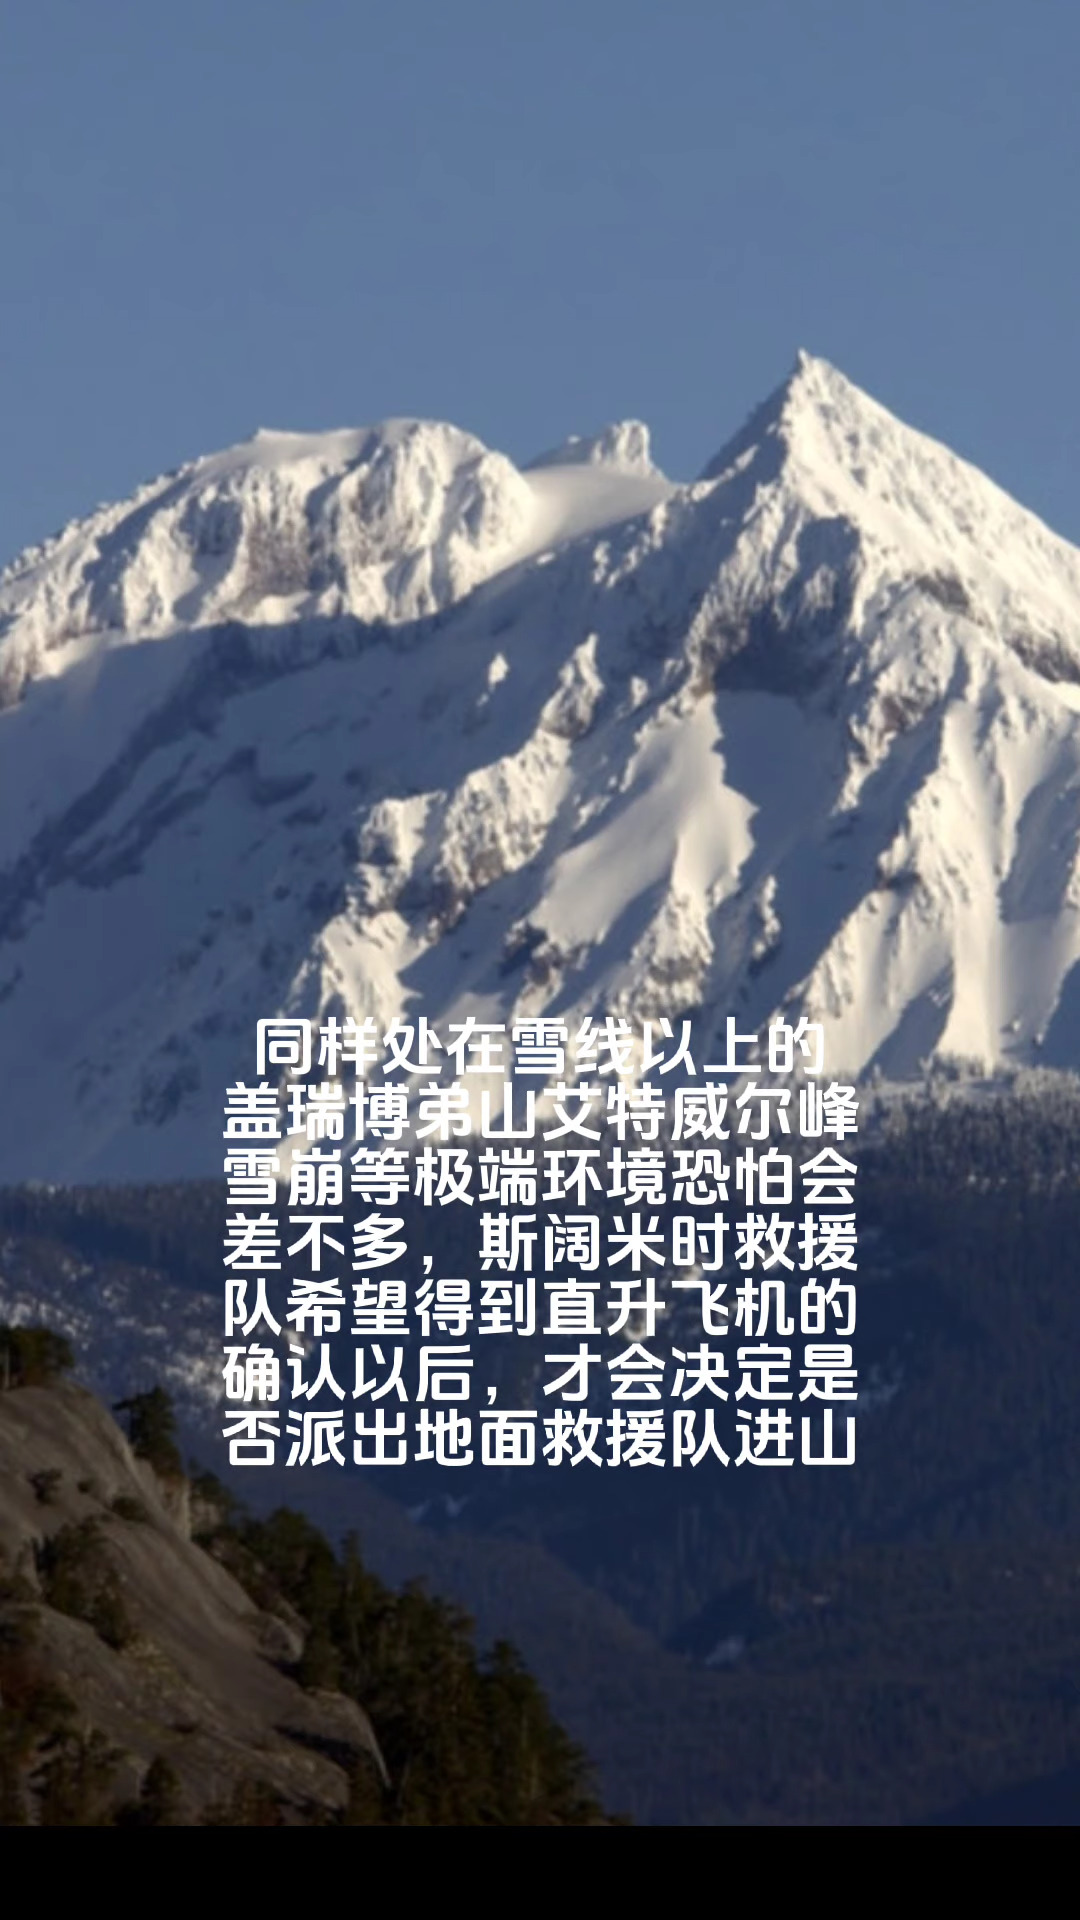 同样处在雪线以上的
盖瑞博弟山艾特威尔峰
雪崩等极端环境恐怕会
差不多，斯阔米时救援
队希望得到直升飞机的
确认以后，才会决定是
否派出地面救援队进山